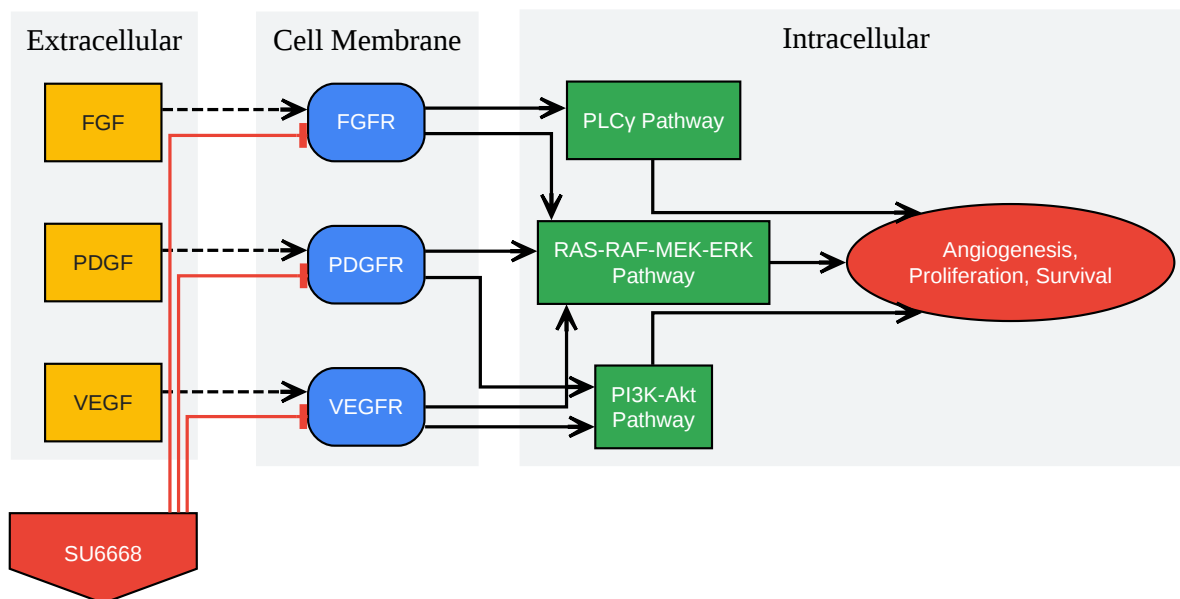 Extracellular
Cell Membrane
Intracellular
FGF
FGFR
PLCγ Pathway
PDGF
PDGFR
RAS-RAF-MEK-ERK
Pathway
Angiogenesis,
Proliferation, Survival
VEGF
VEGFR
PI3K-Akt
Pathway
SU6668